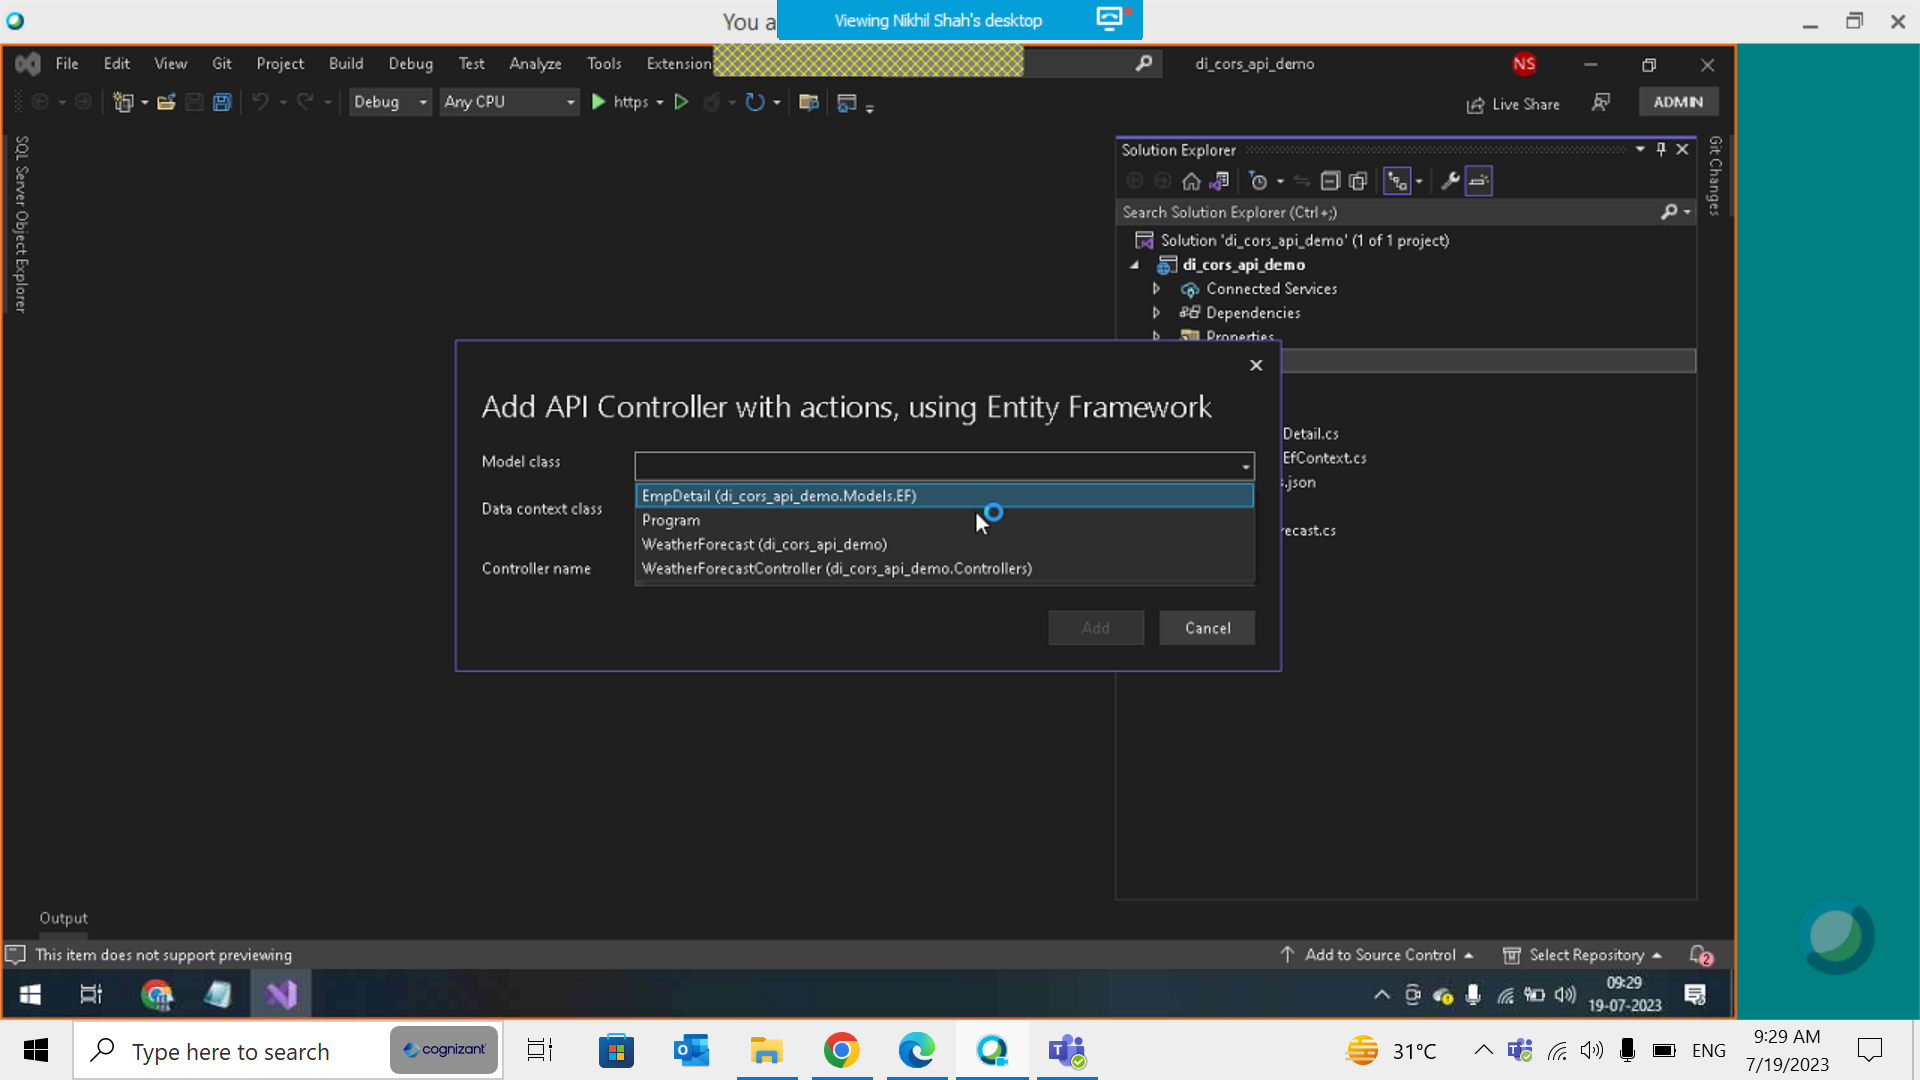 You a
Viewing Nikhil Shah's desktop
File Edit View Git Project Build Debug Test Analyze Tools Extension
di_cors_api_demo
NS
Debug
Any CPU
https
Live Share
ADMIN
SQL Server Object Explorer
Git Changes
Solution Explorer
Search Solution Explorer (Ctrl+;)
Solution 'di_cors_api_demo' (1 of 1 project)
di_cors_api_demo
Connected Services
Dependencies
Properties
Detail.cs
EfContext.cs
s.json
recast.cs
Add API Controller with actions, using Entity Framework
Model class
EmpDetail (di_cors_api_demo.Models.EF)
Data context class
Program
WeatherForecast (di_cors_api_demo)
Controller name
WeatherForecastController (di_cors_api_demo.Controllers)
Add
Cancel
Output
This item does not support previewing
Add to Source Control
Select Repository
2
09:29
19-07-2023
Type here to search
cognizant
31°C
ENG
9:29 AM
7/19/2023